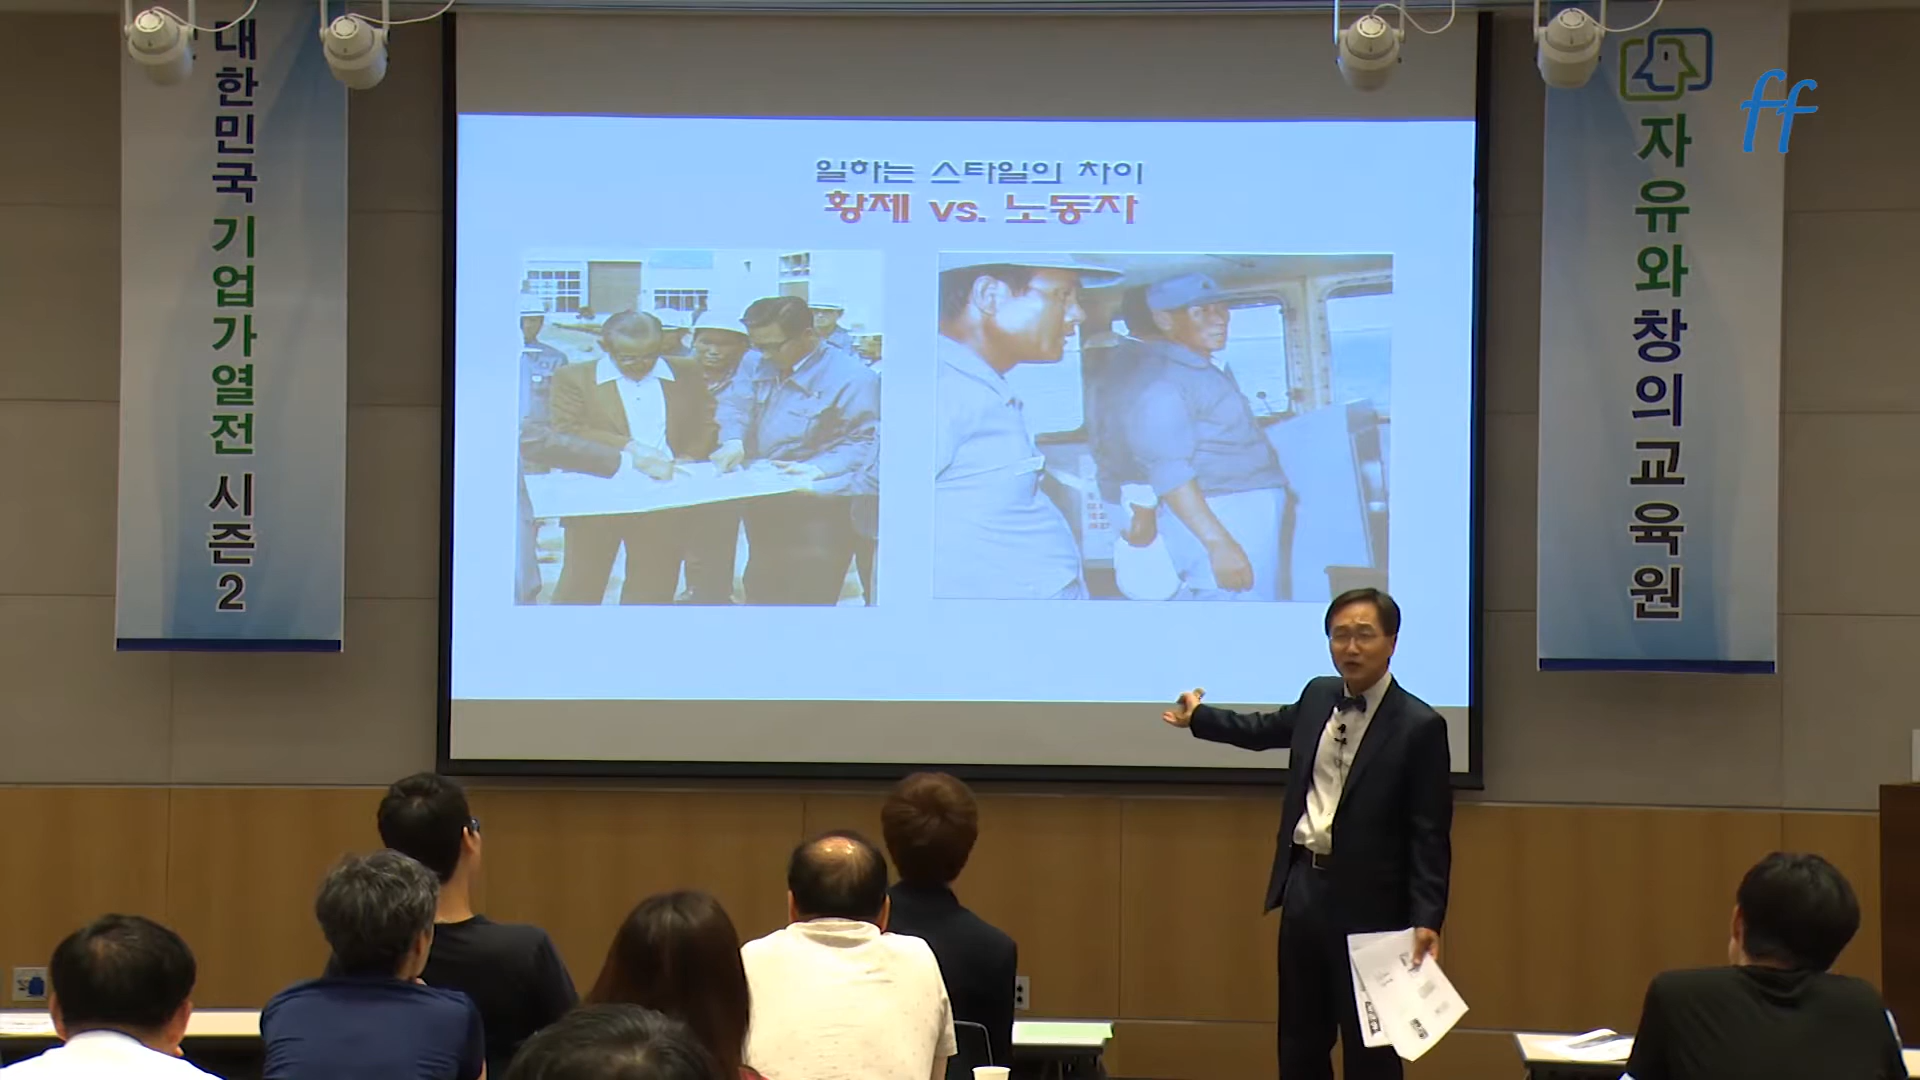 대한민국 기업가열전 시즌2
일하는 스타일의 차이
황제 vs. 노동자
자유와창의교육원
ff